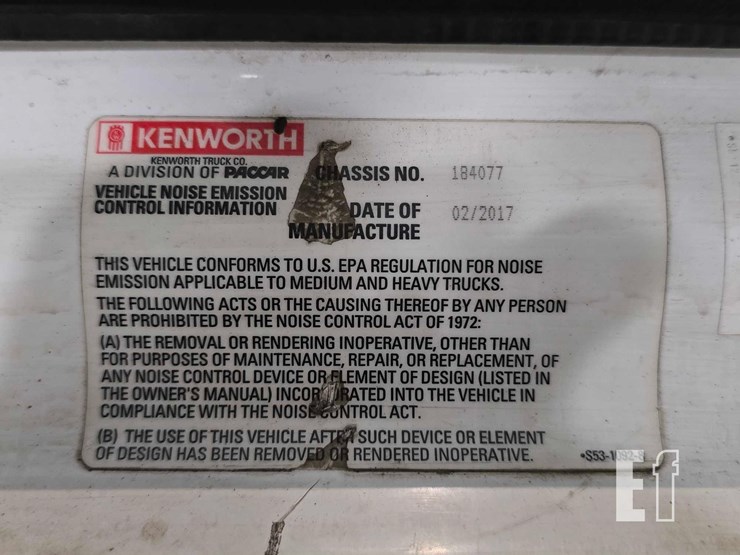 KENWORTH
KENWORTH TRUCK CO.
A DIVISION OF PACCAR
CHASSIS NO. 184077
VEHICLE NOISE EMISSION
CONTROL INFORMATION
DATE OF
MANUFACTURE
02/2017
THIS VEHICLE CONFORMS TO U.S. EPA REGULATION FOR NOISE
EMISSION APPLICABLE TO MEDIUM AND HEAVY TRUCKS.
THE FOLLOWING ACTS OR THE CAUSING THEREOF BY ANY PERSON
ARE PROHIBITED BY THE NOISE CONTROL ACT OF 1972:
(A) THE REMOVAL OR RENDERING INOPERATIVE, OTHER THAN
FOR PURPOSES OF MAINTENANCE, REPAIR, OR REPLACEMENT, OF
ANY NOISE CONTROL DEVICE OR ELEMENT OF DESIGN (LISTED IN
THE OWNER'S MANUAL) INCORPORATED INTO THE VEHICLE IN
COMPLIANCE WITH THE NOISE CONTROL ACT.
(B) THE USE OF THIS VEHICLE AFTER SUCH DEVICE OR ELEMENT
OF DESIGN HAS BEEN REMOVED OR RENDERED INOPERATIVE.
Ef